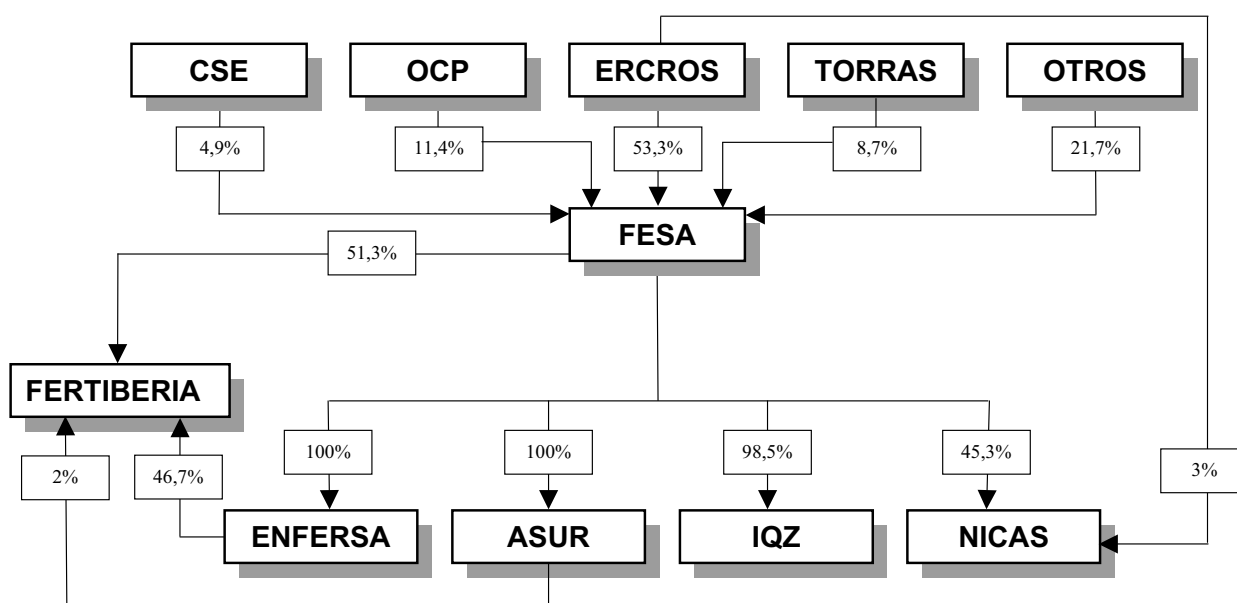 CSE
OCP
ERCROS
TORRAS
OTROS
4,9%
11,4%
53,3%
8,7%
21,7%
FESA
51,3%
FERTIBERIA
2%
46,7%
100%
100%
98,5%
45,3%
3%
ENFERSA
ASUR
IQZ
NICAS